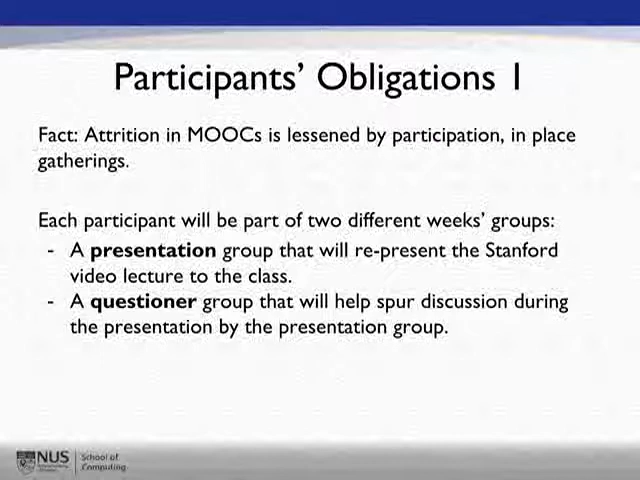 Participants' Obligations 1
Fact: Attrition in MOOCs is lessened by participation, in place
gatherings.
Each participant will be part of two different weeks' groups:
- A presentation group that will re-present the Stanford
video lecture to the class.
- A questioner group that will help spur discussion during
the presentation by the presentation group.
NUS
School of
Computing